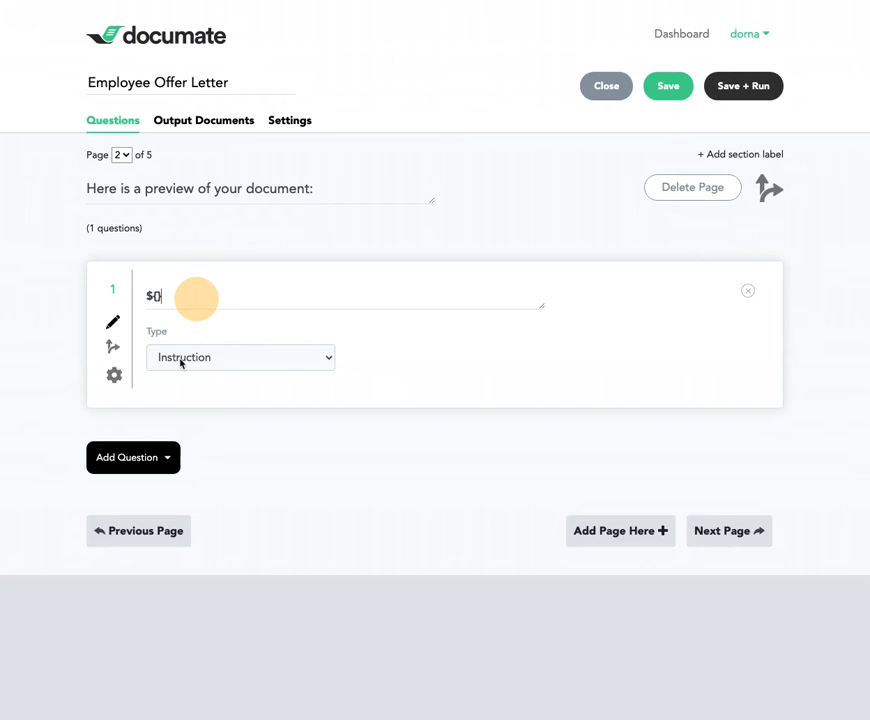 documate
Dashboard dorna
Employee Offer Letter
Close Save Save + Run
Questions Output Documents Settings
Page 2 of 5
+ Add section label
Here is a preview of your document:
Delete Page
(1 questions)
1
${}
Type
Instruction
Add Question
Previous Page Add Page Here + Next Page